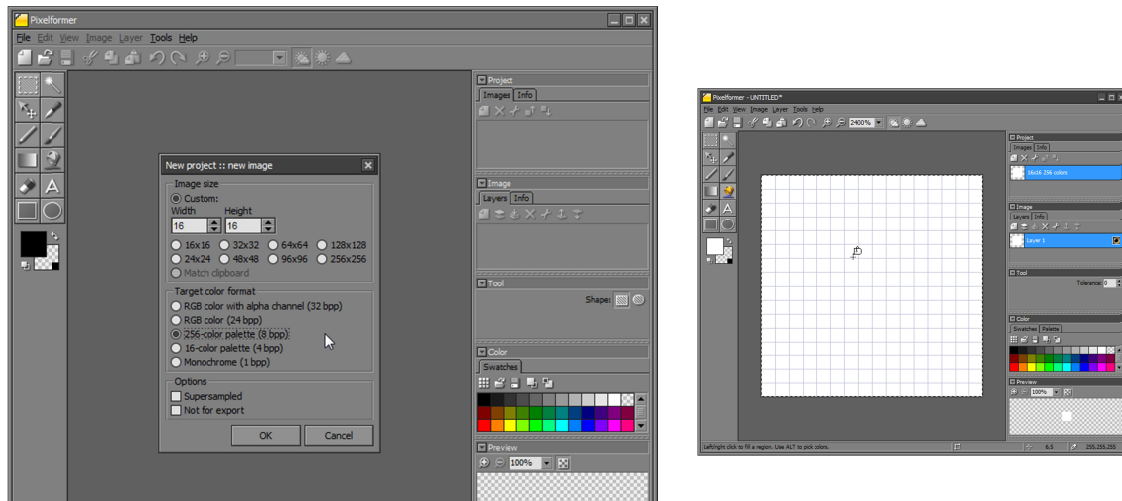 Pixelformer
File Edit View Image Layer Tools Help
Project
Images Info
Image
Layers Info
Tool
Shape:
Color
Swatches
Preview
100%
New project :: new image
Image size
Custom:
Width Height
16 16
16x16 32x32 64x64 128x128
24x24 48x48 96x96 256x256
Match clipboard
Target color format
RGB color with alpha channel (32 bpp)
RGB color (24 bpp)
256-color palette (8 bpp)
16-color palette (4 bpp)
Monochrome (1 bpp)
Options
Supersampled
Not for export
OK Cancel
Pixelformer - UNTITLED*
File Edit View Image Layer Tools Help
2400%
Project
Images Info
16x16 256 colors
Image
Layers Info
Layer 1
Tool
Tolerance: 0
Color
Swatches Palette
Preview
100%
Left/right click to fill a region. Use ALT to pick colors.
6,5 255,255,255